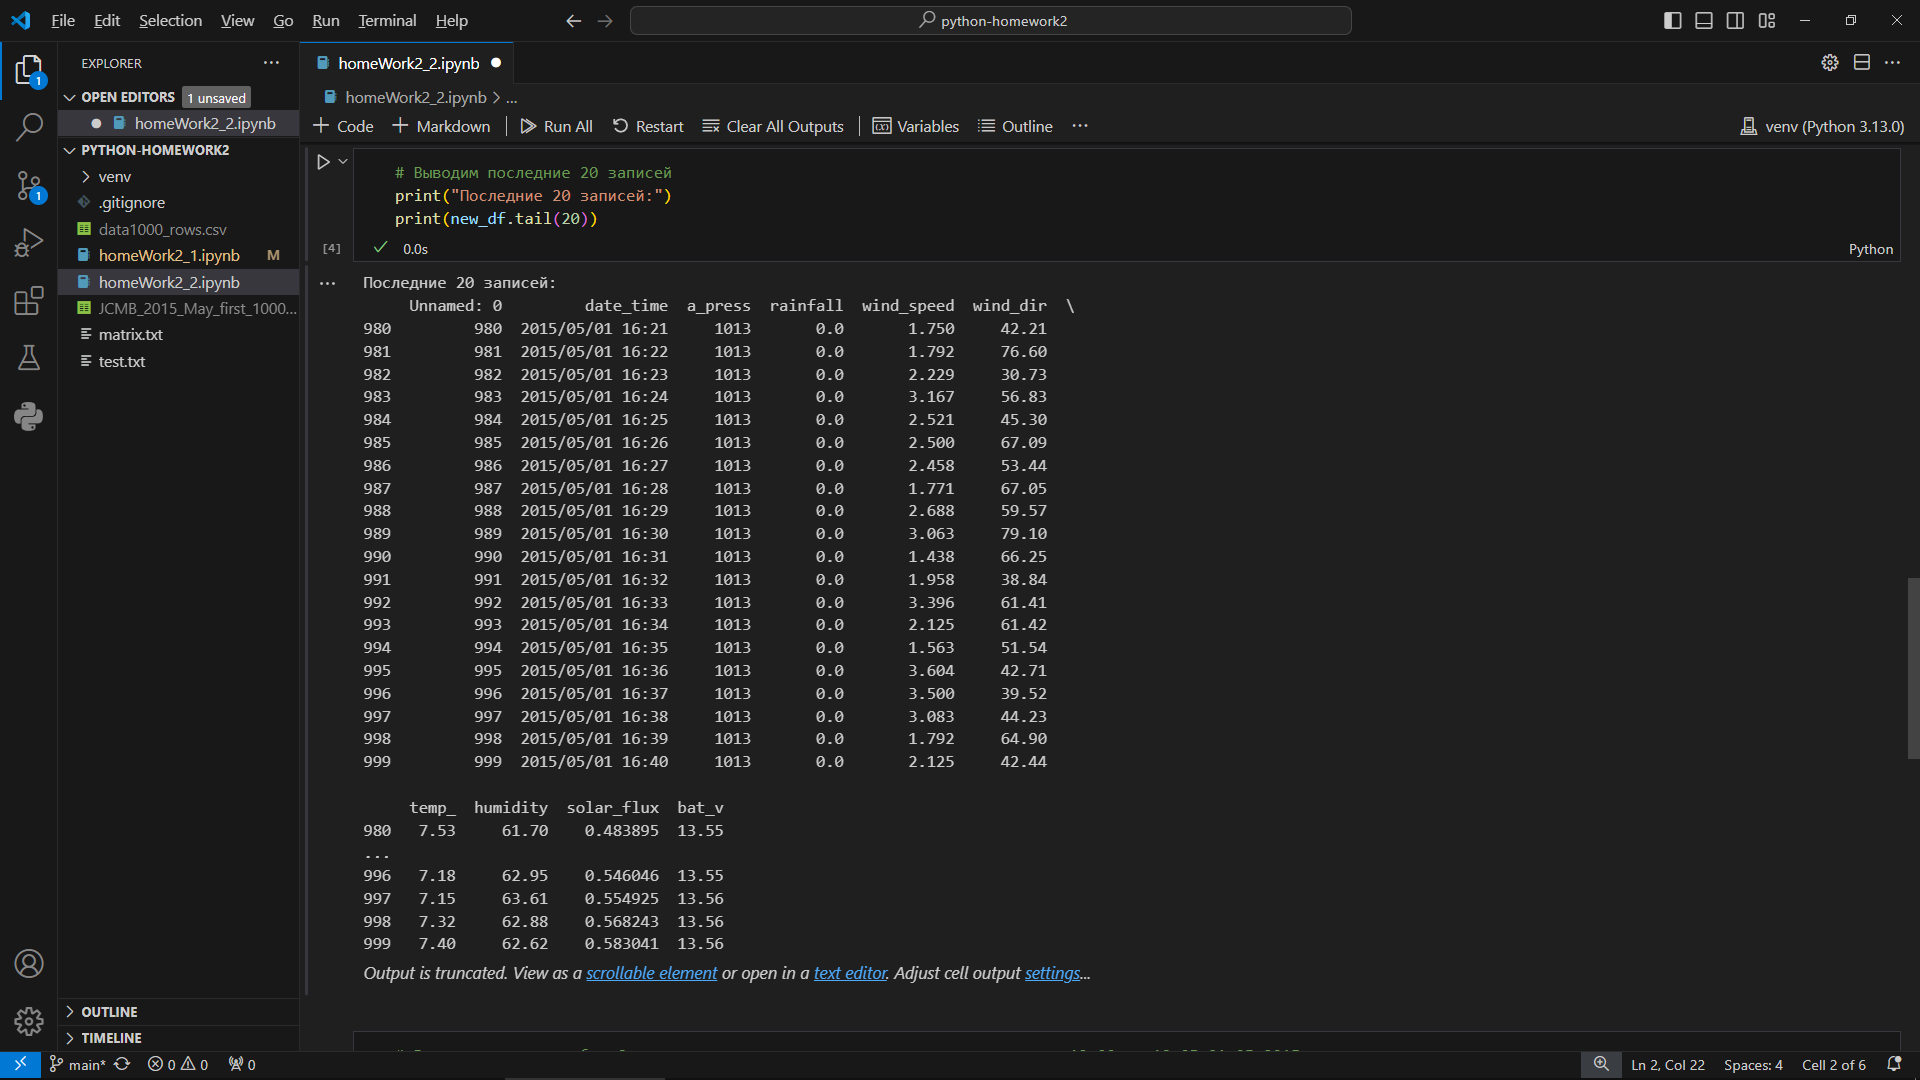 File Edit Selection View Go Run Terminal Help
python-homework2
EXPLORER
OPEN EDITORS 1 unsaved
homeWork2_2.ipynb
PYTHON-HOMEWORK2
venv
.gitignore
data1000_rows.csv
homeWork2_1.ipynb M
homeWork2_2.ipynb
JCMB_2015_May_first_1000...
matrix.txt
test.txt
OUTLINE
TIMELINE
1
1
homeWork2_2.ipynb
homeWork2_2.ipynb > ...
Code Markdown Run All Restart Clear All Outputs Variables Outline ... venv (Python 3.13.0)
# Выводим последние 20 записей
print("Последние 20 записей:")
print(new_df.tail(20))
[4] 0.0s Python
Последние 20 записей:
Unnamed: 0 date_time a_press rainfall wind_speed wind_dir \
980 980 2015/05/01 16:21 1013 0.0 1.750 42.21
981 981 2015/05/01 16:22 1013 0.0 1.792 76.60
982 982 2015/05/01 16:23 1013 0.0 2.229 30.73
983 983 2015/05/01 16:24 1013 0.0 3.167 56.83
984 984 2015/05/01 16:25 1013 0.0 2.521 45.30
985 985 2015/05/01 16:26 1013 0.0 2.500 67.09
986 986 2015/05/01 16:27 1013 0.0 2.458 53.44
987 987 2015/05/01 16:28 1013 0.0 1.771 67.05
988 988 2015/05/01 16:29 1013 0.0 2.688 59.57
989 989 2015/05/01 16:30 1013 0.0 3.063 79.10
990 990 2015/05/01 16:31 1013 0.0 1.438 66.25
991 991 2015/05/01 16:32 1013 0.0 1.958 38.84
992 992 2015/05/01 16:33 1013 0.0 3.396 61.41
993 993 2015/05/01 16:34 1013 0.0 2.125 61.42
994 994 2015/05/01 16:35 1013 0.0 1.563 51.54
995 995 2015/05/01 16:36 1013 0.0 3.604 42.71
996 996 2015/05/01 16:37 1013 0.0 3.500 39.52
997 997 2015/05/01 16:38 1013 0.0 3.083 44.23
998 998 2015/05/01 16:39 1013 0.0 1.792 64.90
999 999 2015/05/01 16:40 1013 0.0 2.125 42.44
temp_ humidity solar_flux bat_v
980 7.53 61.70 0.483895 13.55
...
996 7.18 62.95 0.546046 13.55
997 7.15 63.61 0.554925 13.56
998 7.32 62.88 0.568243 13.56
999 7.40 62.62 0.583041 13.56
Output is truncated. View as a scrollable element or open in a text editor. Adjust cell output settings...
main* 0 0 0 Ln 2, Col 22 Spaces: 4 Cell 2 of 6